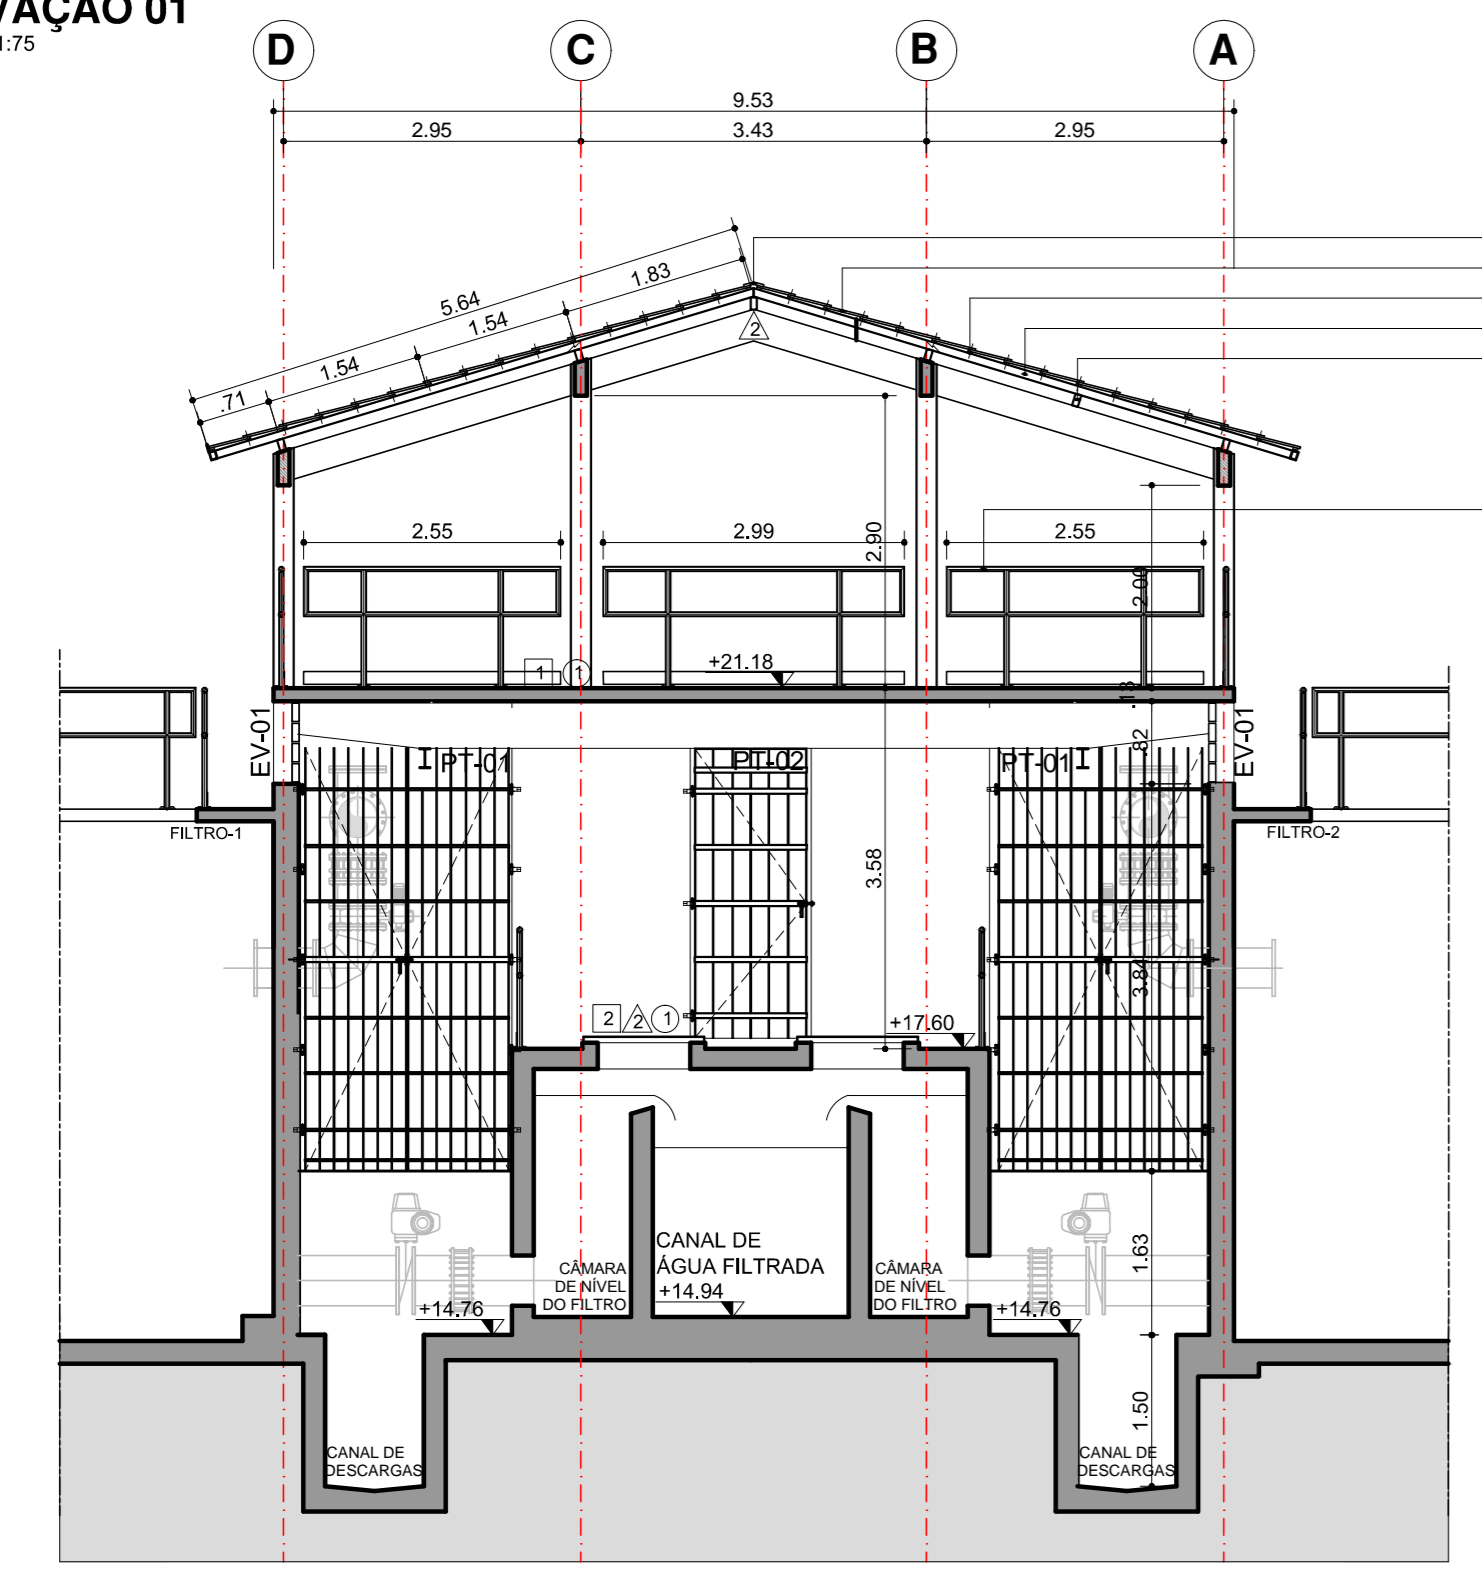 VAÇÃO 01
1:75
D
C
B
A
9.53
2.95
3.43
2.95
5.64
1.83
1.54
1.54
.71
2
2.55
2.99
2.55
2.90
2.00
1
1
+21.18
.13
.82
EV-01
PT-01
PT-02
PT-01
EV-01
FILTRO-1
FILTRO-2
3.58
3.84
2
2
1
+17.60
CANAL DE
ÁGUA FILTRADA
+14.94
CÂMARA
DE NÍVEL
DO FILTRO
CÂMARA
DE NÍVEL
DO FILTRO
+14.76
+14.76
1.63
1.50
CANAL DE
DESCARGAS
CANAL DE
DESCARGAS